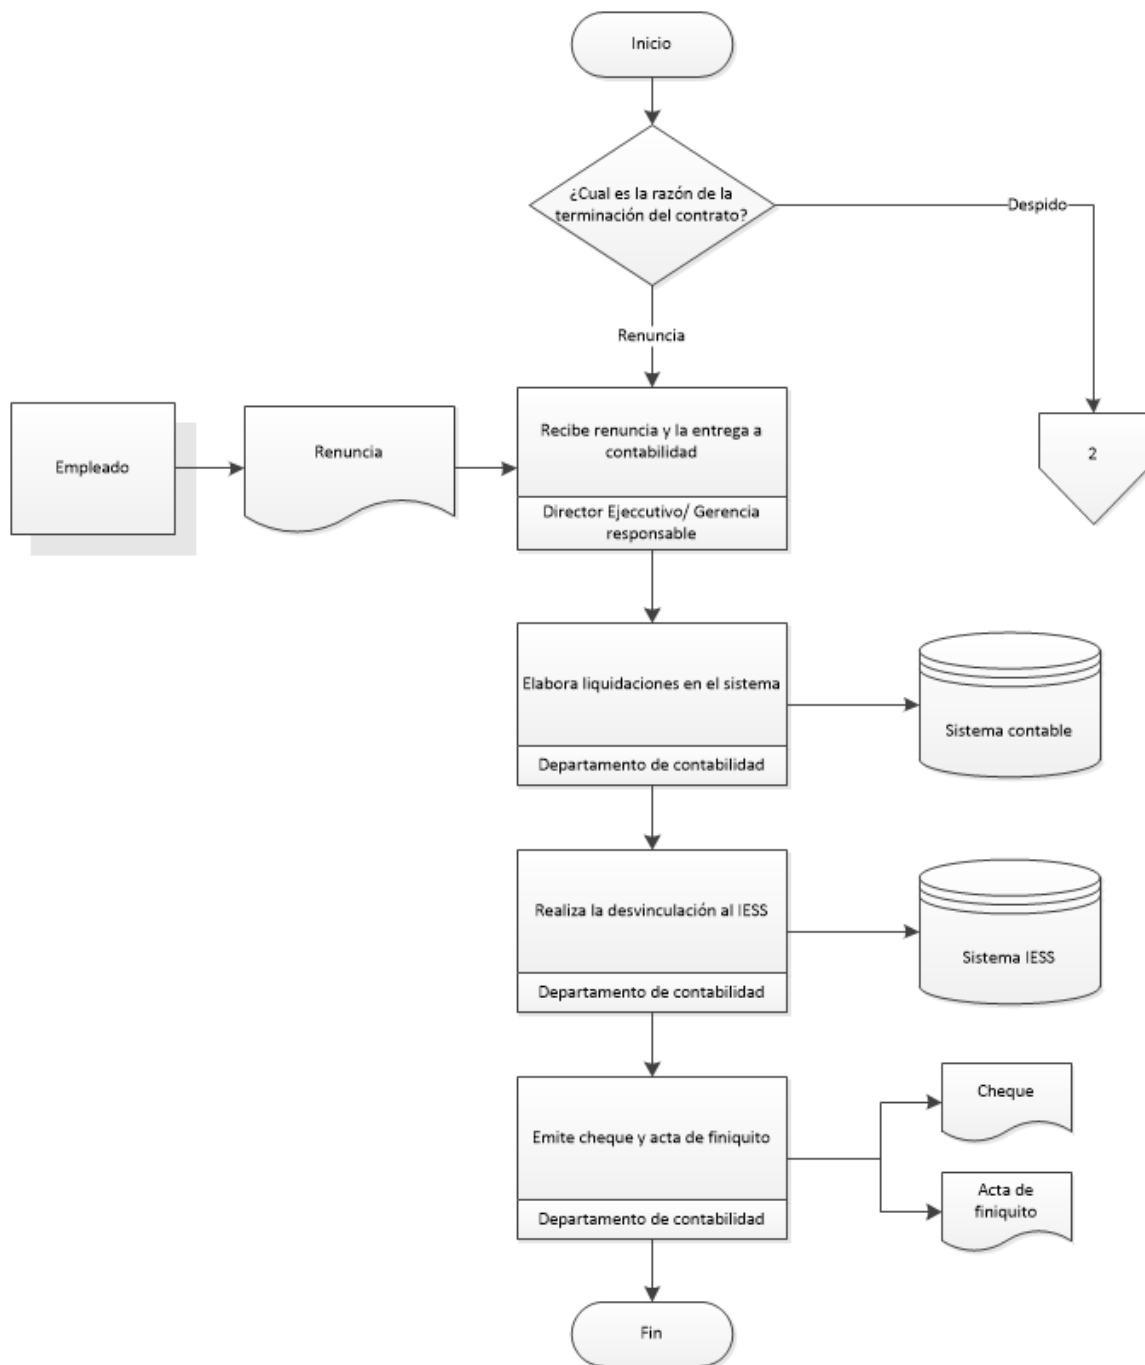 Inicio
¿Cual es la razón de la
terminación del contrato?
Despido
Renuncia
Empleado
Renuncia
Recibe renuncia y la entrega a
contabilidad
Director Ejeccutivo/ Gerencia
responsable
2
Elabora liquidaciones en el sistema
Departamento de contabilidad
Sistema contable
Realiza la desvinculación al IESS
Departamento de contabilidad
Sistema IESS
Emite cheque y acta de finiquito
Departamento de contabilidad
Cheque
Acta de
finiquito
Fin